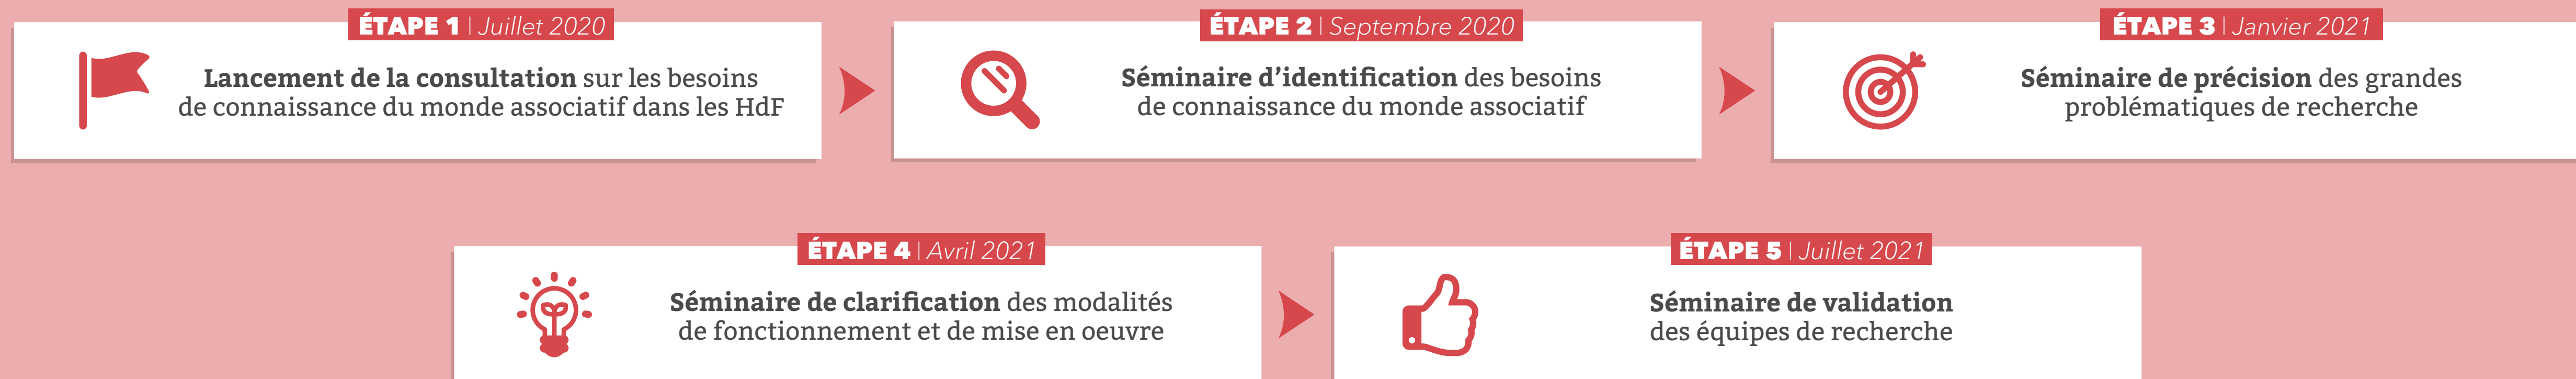 ÉTAPE 1 | Juillet 2020
Lancement de la consultation sur les besoins
de connaissance du monde associatif dans les HdF
ÉTAPE 2 | Septembre 2020
Séminaire d’identification des besoins
de connaissance du monde associatif
ÉTAPE 3 | Janvier 2021
Séminaire de précision des grandes
problématiques de recherche
ÉTAPE 4 | Avril 2021
Séminaire de clarification des modalités
de fonctionnement et de mise en oeuvre
ÉTAPE 5 | Juillet 2021
Séminaire de validation
des équipes de recherche